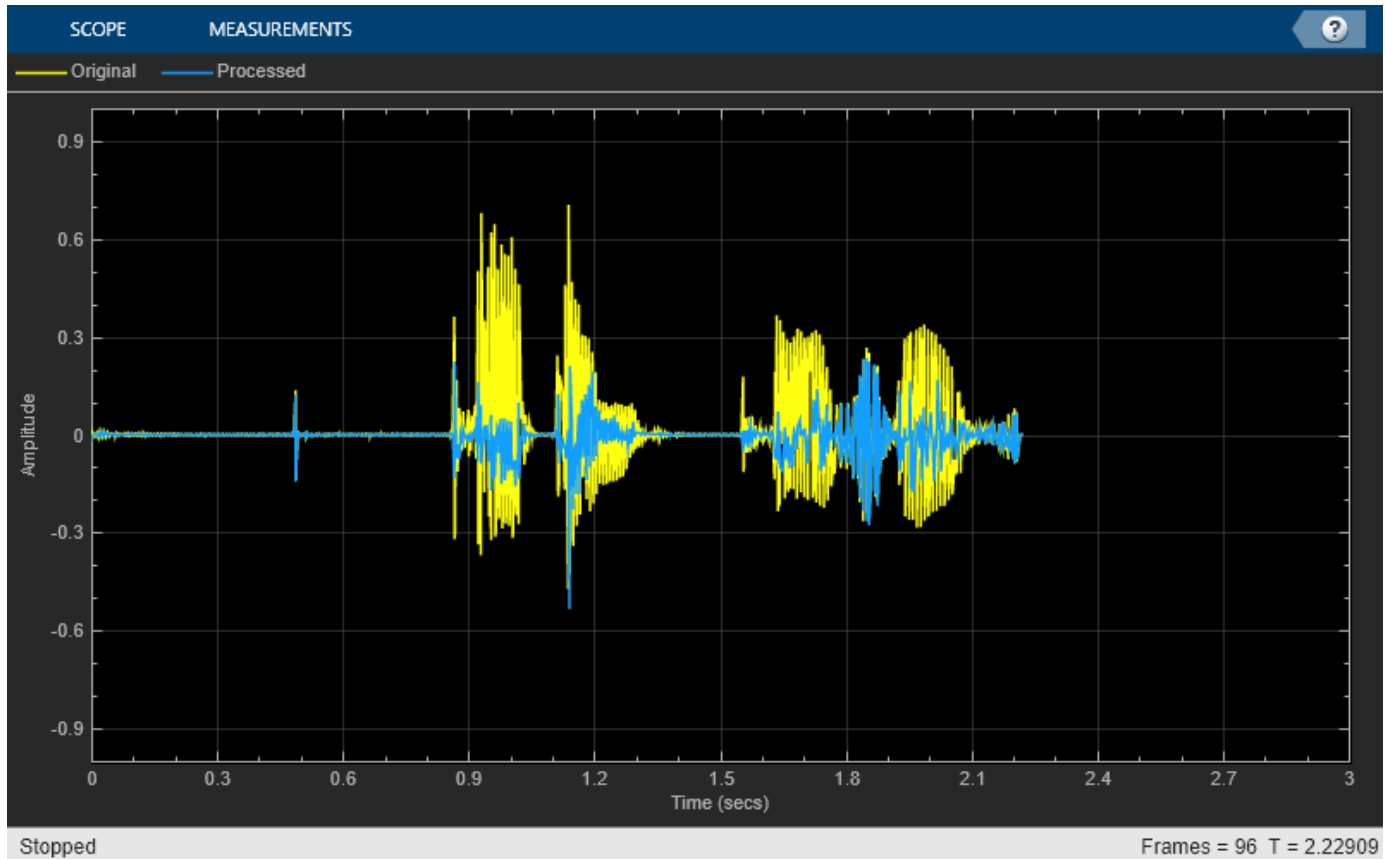 SCOPE MEASUREMENTS ?
Original Processed
0.9
0.6
0.3
0
-0.3
-0.6
-0.9
Amplitude
0 0.3 0.6 0.9 1.2 1.5 1.8 2.1 2.4 2.7 3
Time (secs)
Stopped Frames = 96 T = 2.22909